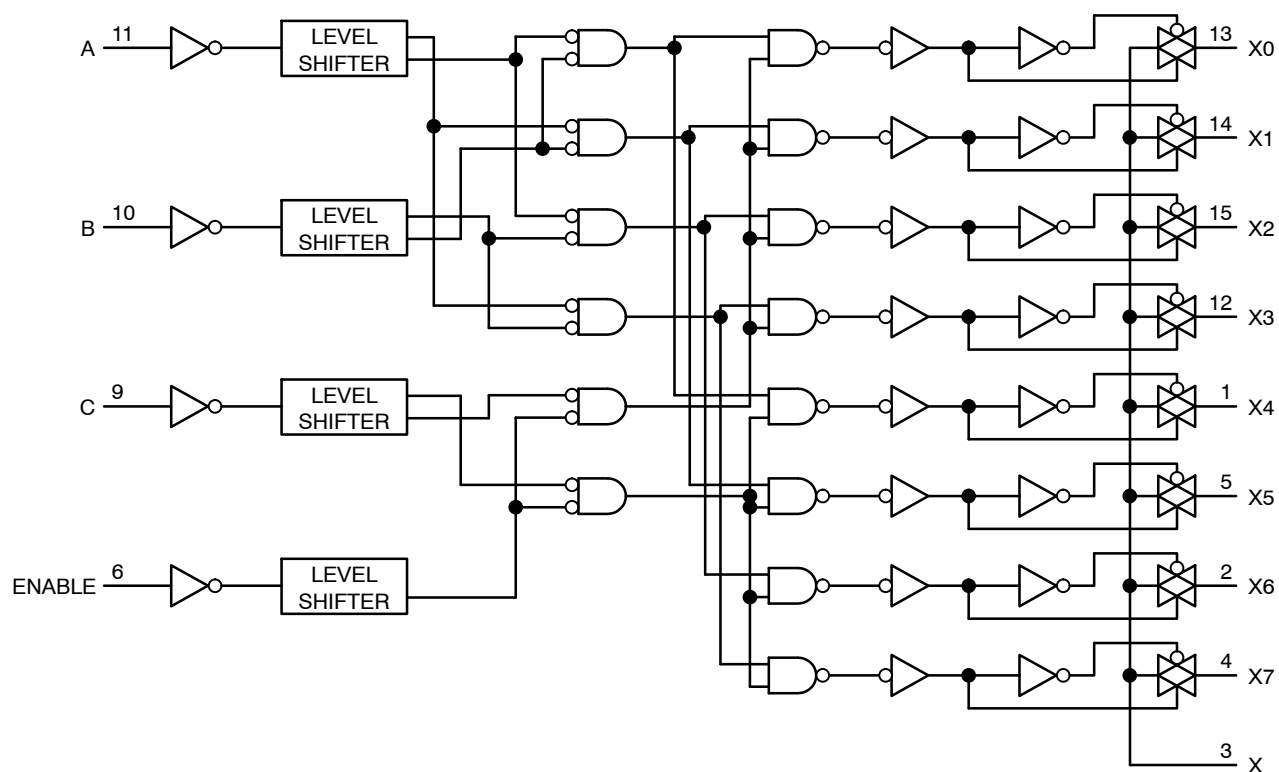 A 11 LEVEL SHIFTER 13 X0
14 X1
B 10 LEVEL SHIFTER 15 X2
12 X3
C 9 LEVEL SHIFTER 1 X4
5 X5
ENABLE 6 LEVEL SHIFTER 2 X6
4 X7
3 X